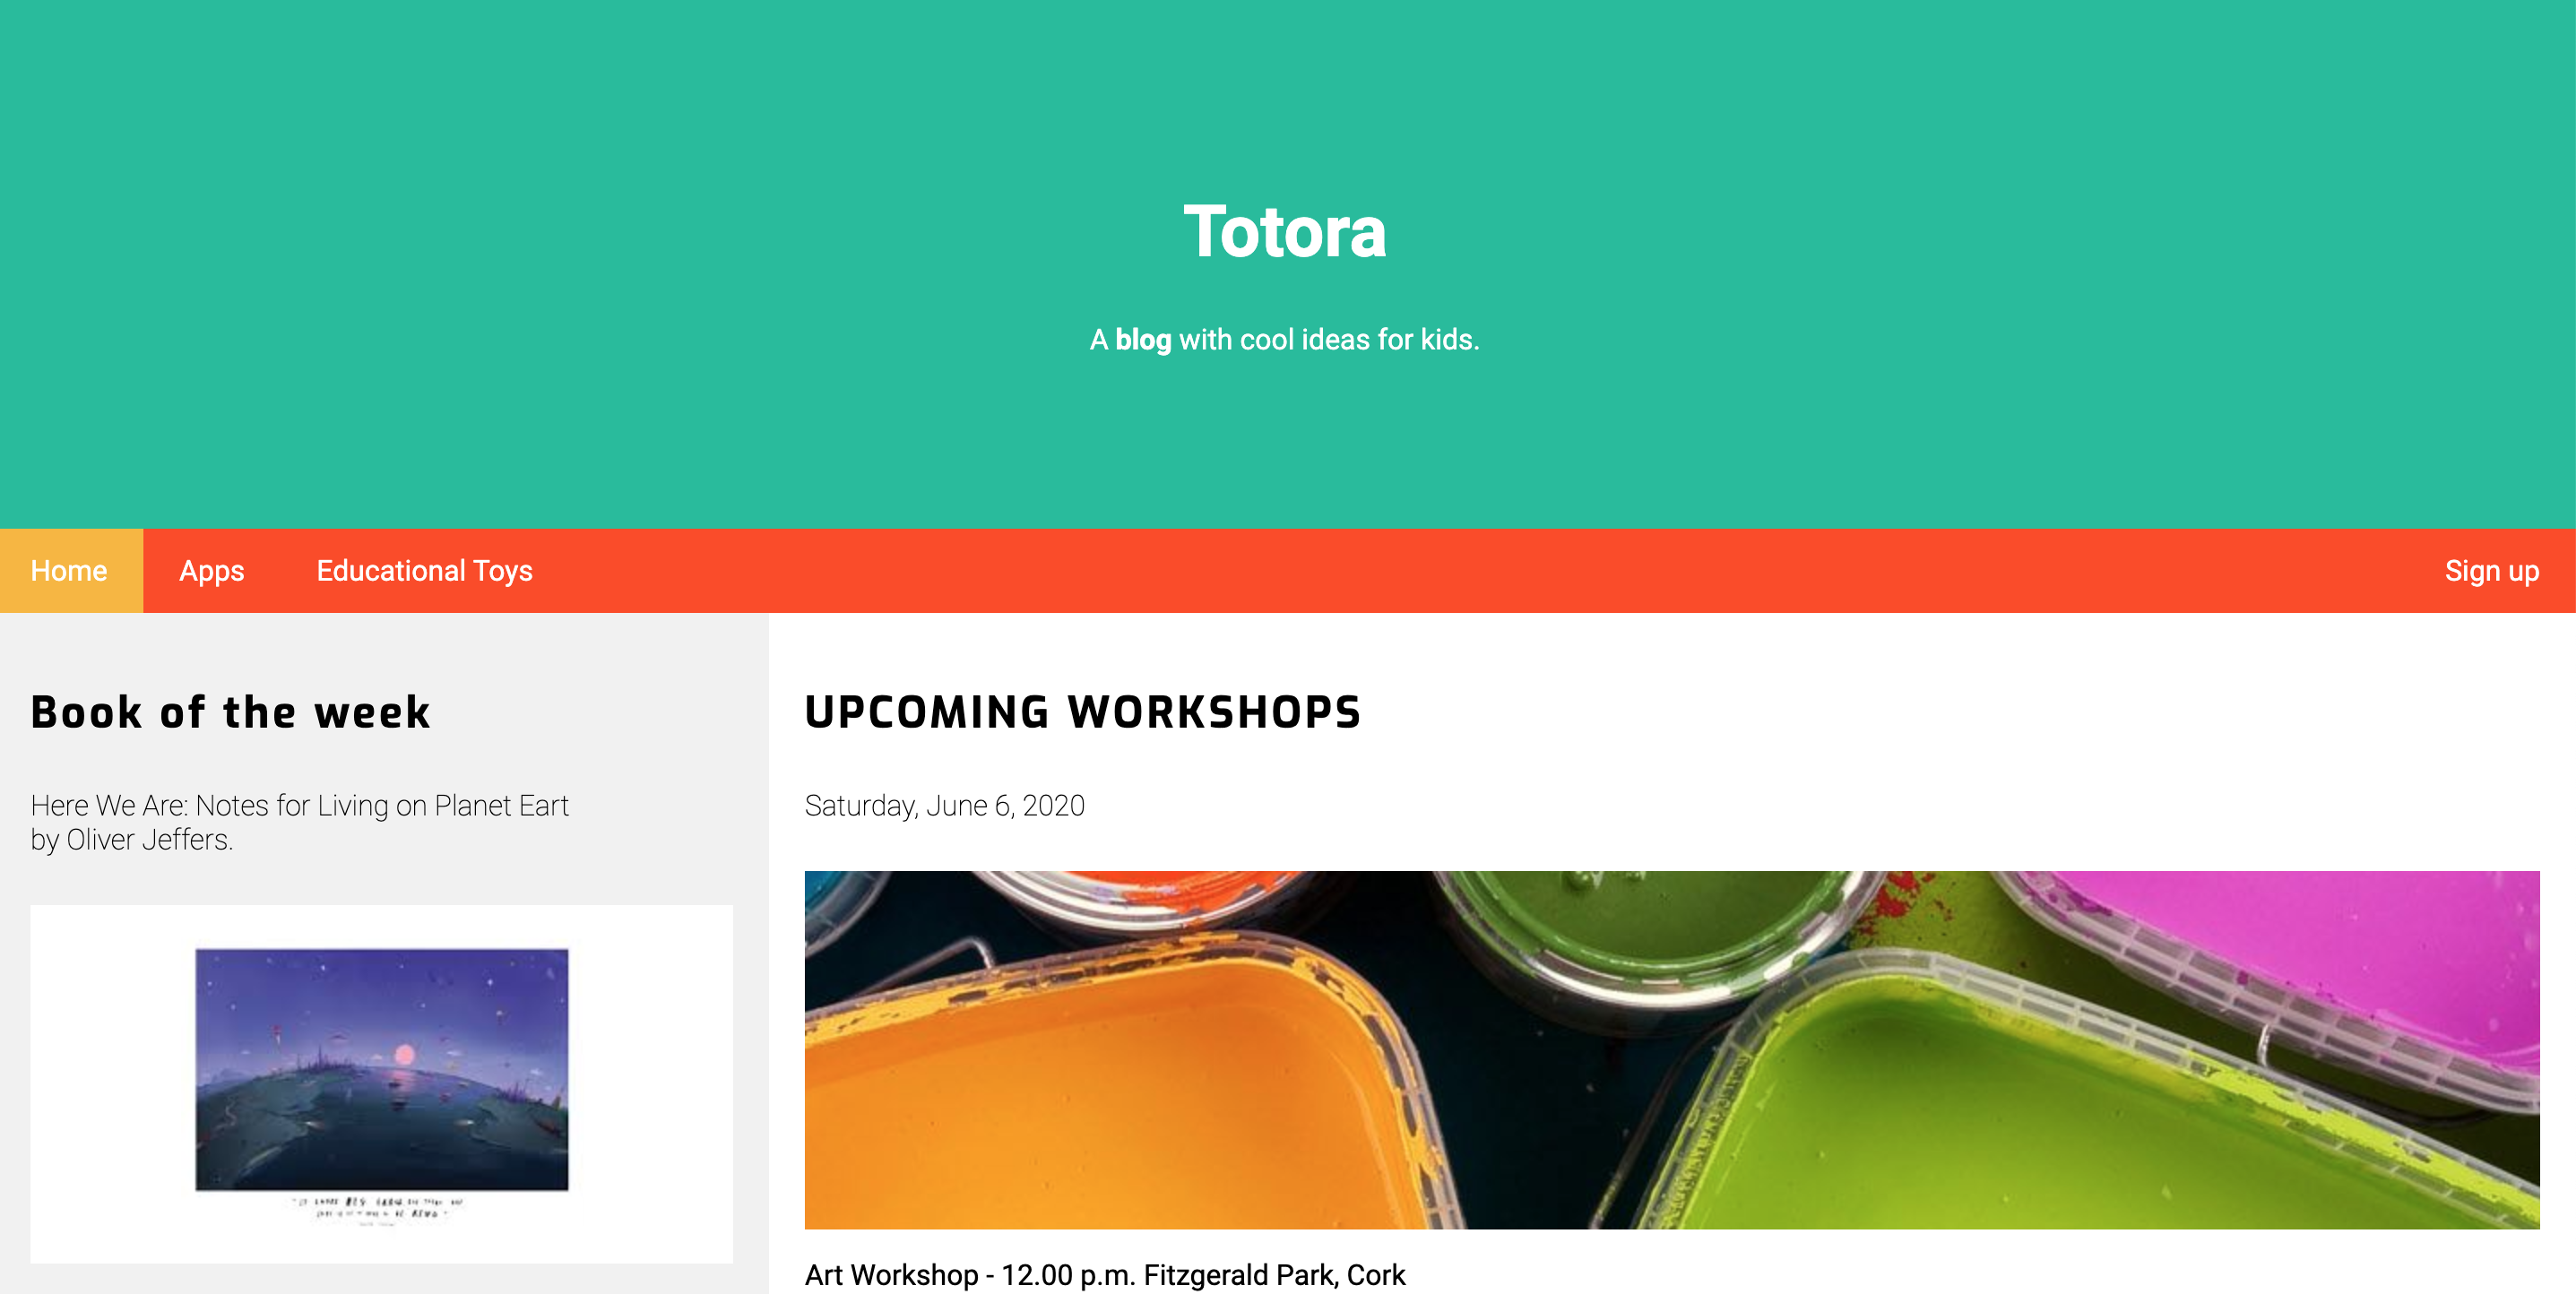 Totora
A blog with cool ideas for kids.
Home
Apps
Educational Toys
Sign up
Book of the week
Here We Are: Notes for Living on Planet Eart
by Oliver Jeffers.
UPCOMING WORKSHOPS
Saturday, June 6, 2020
Art Workshop - 12.00 p.m. Fitzgerald Park, Cork